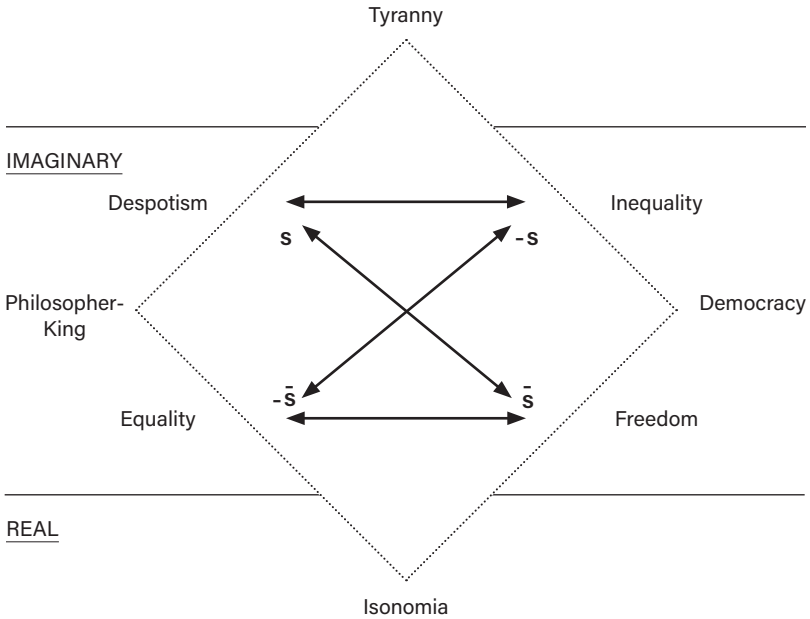 Tyranny
IMAGINARY
Despotism
Inequality
s
-s
Philosopher-
King
Democracy
-s̄
s̄
Equality
Freedom
REAL
Isonomia